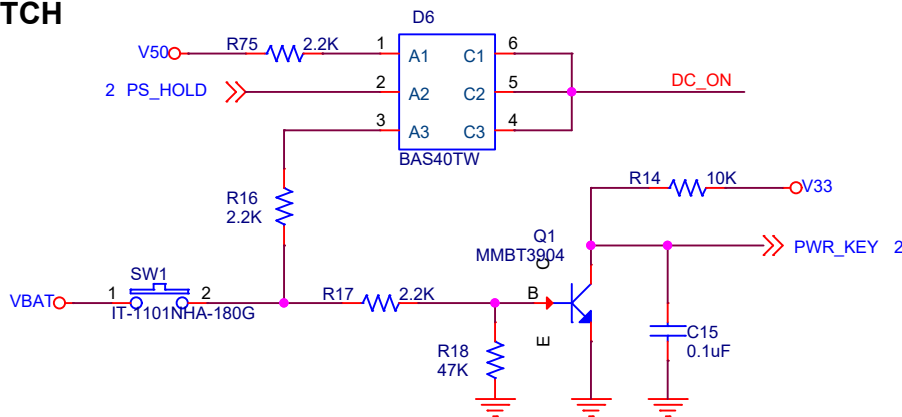 TCH
D6
V50 R75 2.2K 1 A1 C1 6
2 PS_HOLD 2 A2 C2 5 DC_ON
3 A3 C3 4
BAS40TW
R16
2.2K
R14 10K V33
Q1
MMBT3904
C
PWR_KEY 2
SW1
VBAT 1 2 R17 2.2K B
IT-1101NHA-180G
E
R18
47K
C15
0.1uF